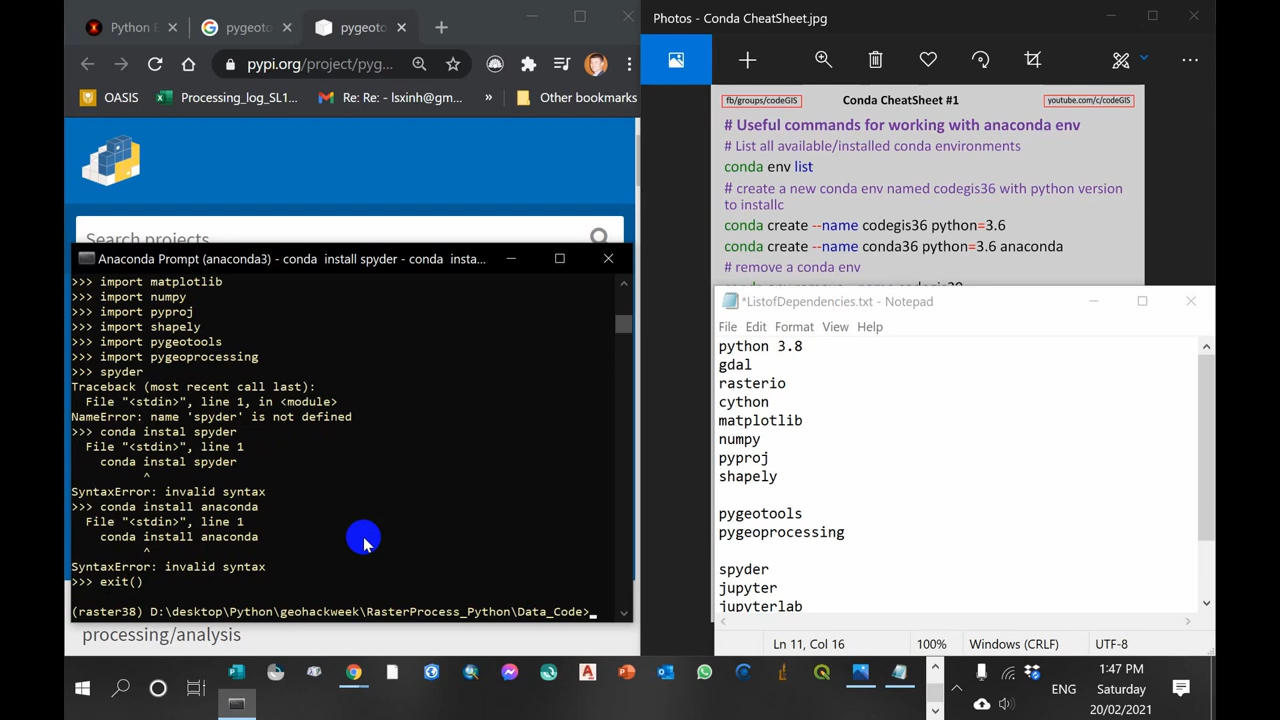 Python E
pygeoto
pygeoto
pypi.org/project/pyg...
OASIS
Processing_log_SL1...
Re: Re: - lsxinh@gm...
»
Other bookmarks
Search projects
Anaconda Prompt (anaconda3) - conda  install spyder - conda  insta...
>>> import matplotlib
>>> import numpy
>>> import pyproj
>>> import shapely
>>> import pygeotools
>>> import pygeoprocessing
>>> spyder
Traceback (most recent call last):
  File "<stdin>", line 1, in <module>
NameError: name 'spyder' is not defined
>>> conda instal spyder
  File "<stdin>", line 1
    conda instal spyder
          ^
SyntaxError: invalid syntax
>>> conda install anaconda
  File "<stdin>", line 1
    conda install anaconda
          ^
SyntaxError: invalid syntax
>>> exit()
(raster38) D:\desktop\Python\geohackweek\RasterProcess_Python\Data_Code>_
processing/analysis
Photos - Conda CheatSheet.jpg
fb/groups/codeGIS
Conda CheatSheet #1
youtube.com/c/codeGIS
# Useful commands for working with anaconda env
# List all available/installed conda environments
conda env list
# create a new conda env named codegis36 with python version
to installc
conda create --name codegis36 python=3.6
conda create --name conda36 python=3.6 anaconda
# remove a conda env
*ListofDependencies.txt - Notepad
File Edit Format View Help
python 3.8
gdal
rasterio
cython
matplotlib
numpy
pyproj
shapely
pygeotools
pygeoprocessing
spyder
jupyter
jupyterlab
Ln 11, Col 16
100%
Windows (CRLF)
UTF-8
ENG
1:47 PM
Saturday
20/02/2021